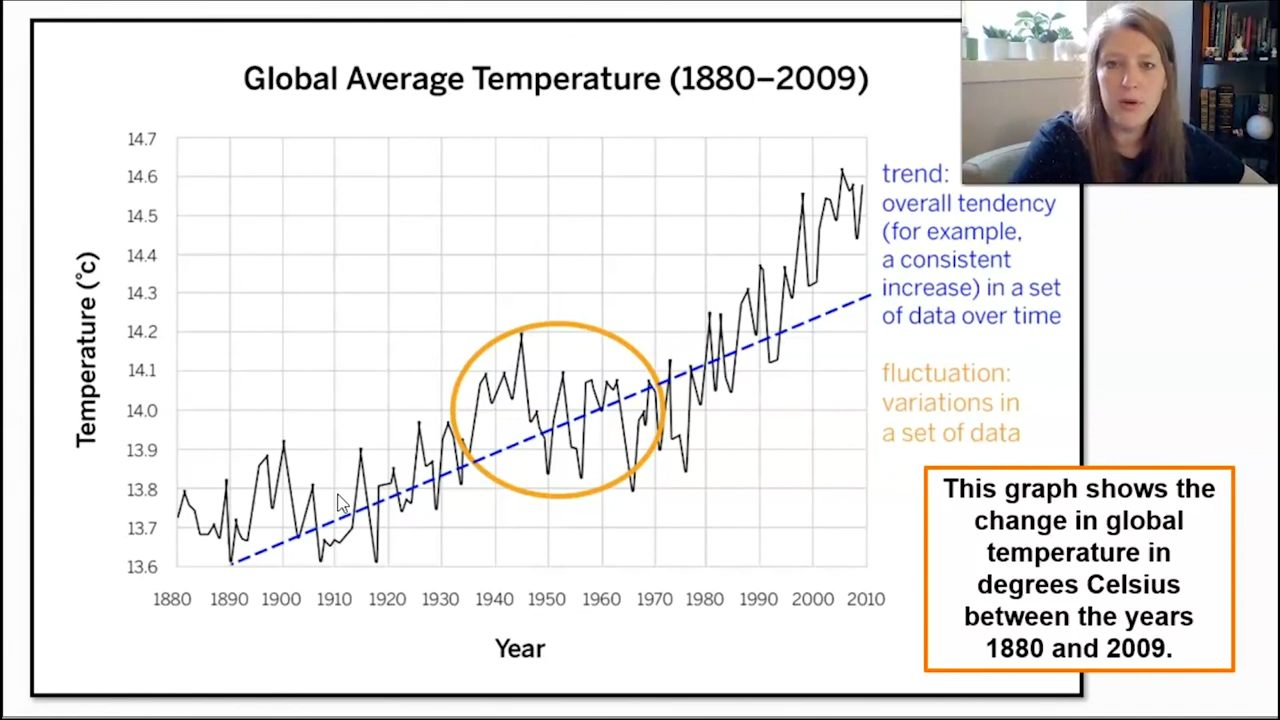 Global Average Temperature (1880–2009)
14.7
14.6
14.5
14.4
14.3
14.2
14.1
14.0
13.9
13.8
13.7
13.6
Temperature (°c)
1880 1890 1900 1910 1920 1930 1940 1950 1960 1970 1980 1990 2000 2010
Year
trend:
overall tendency
(for example,
a consistent
increase) in a set
of data over time
fluctuation:
variations in
a set of data
This graph shows the
change in global
temperature in
degrees Celsius
between the years
1880 and 2009.